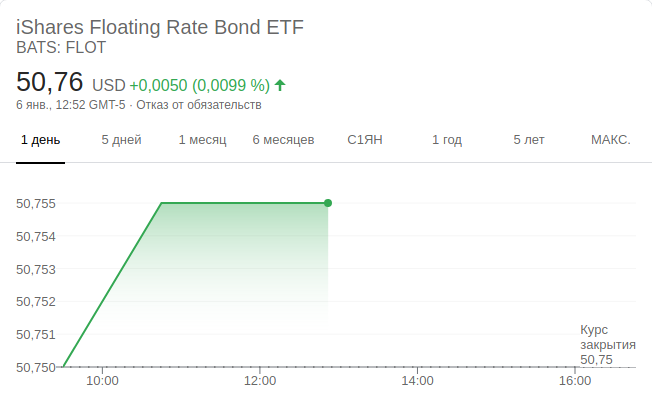 iShares Floating Rate Bond ETF
BATS: FLOT
50,76 USD +0,0050 (0,0099 %)
6 янв., 12:52 GMT-5 · Отказ от обязательств
1 день 5 дней 1 месяц 6 месяцев С1ЯН 1 год 5 лет МАКС.
50,755
50,754
50,753
50,752
50,751
50,750
Курс
закрытия
50,75
10:00 12:00 14:00 16:00